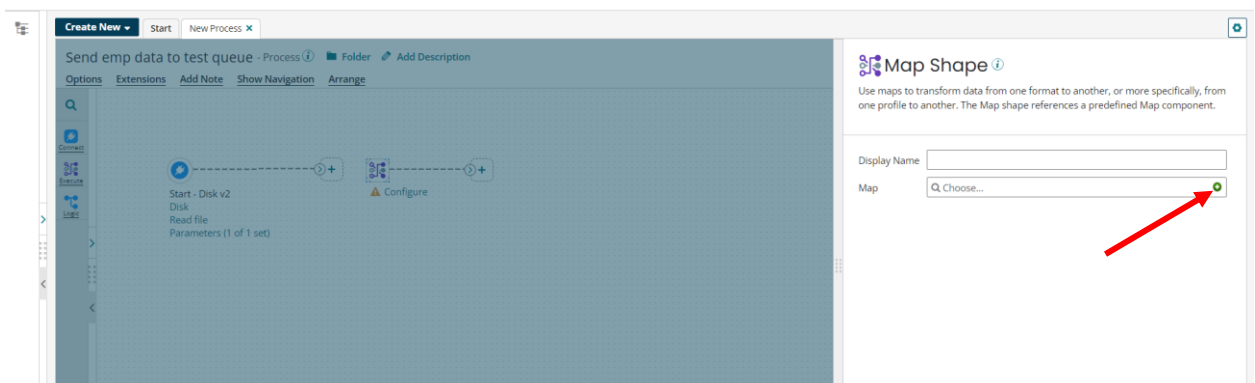 Create New Start New Process ×
Send emp data to test queue - Process Folder Add Description
Options Extensions Add Note Show Navigation Arrange
Connect
Execute
Logic
Start - Disk v2
Disk
Read file
Parameters (1 of 1 set)
Configure
Map Shape
Use maps to transform data from one format to another, or more specifically, from
one profile to another. The Map shape references a predefined Map component.
Display Name
Map Choose...